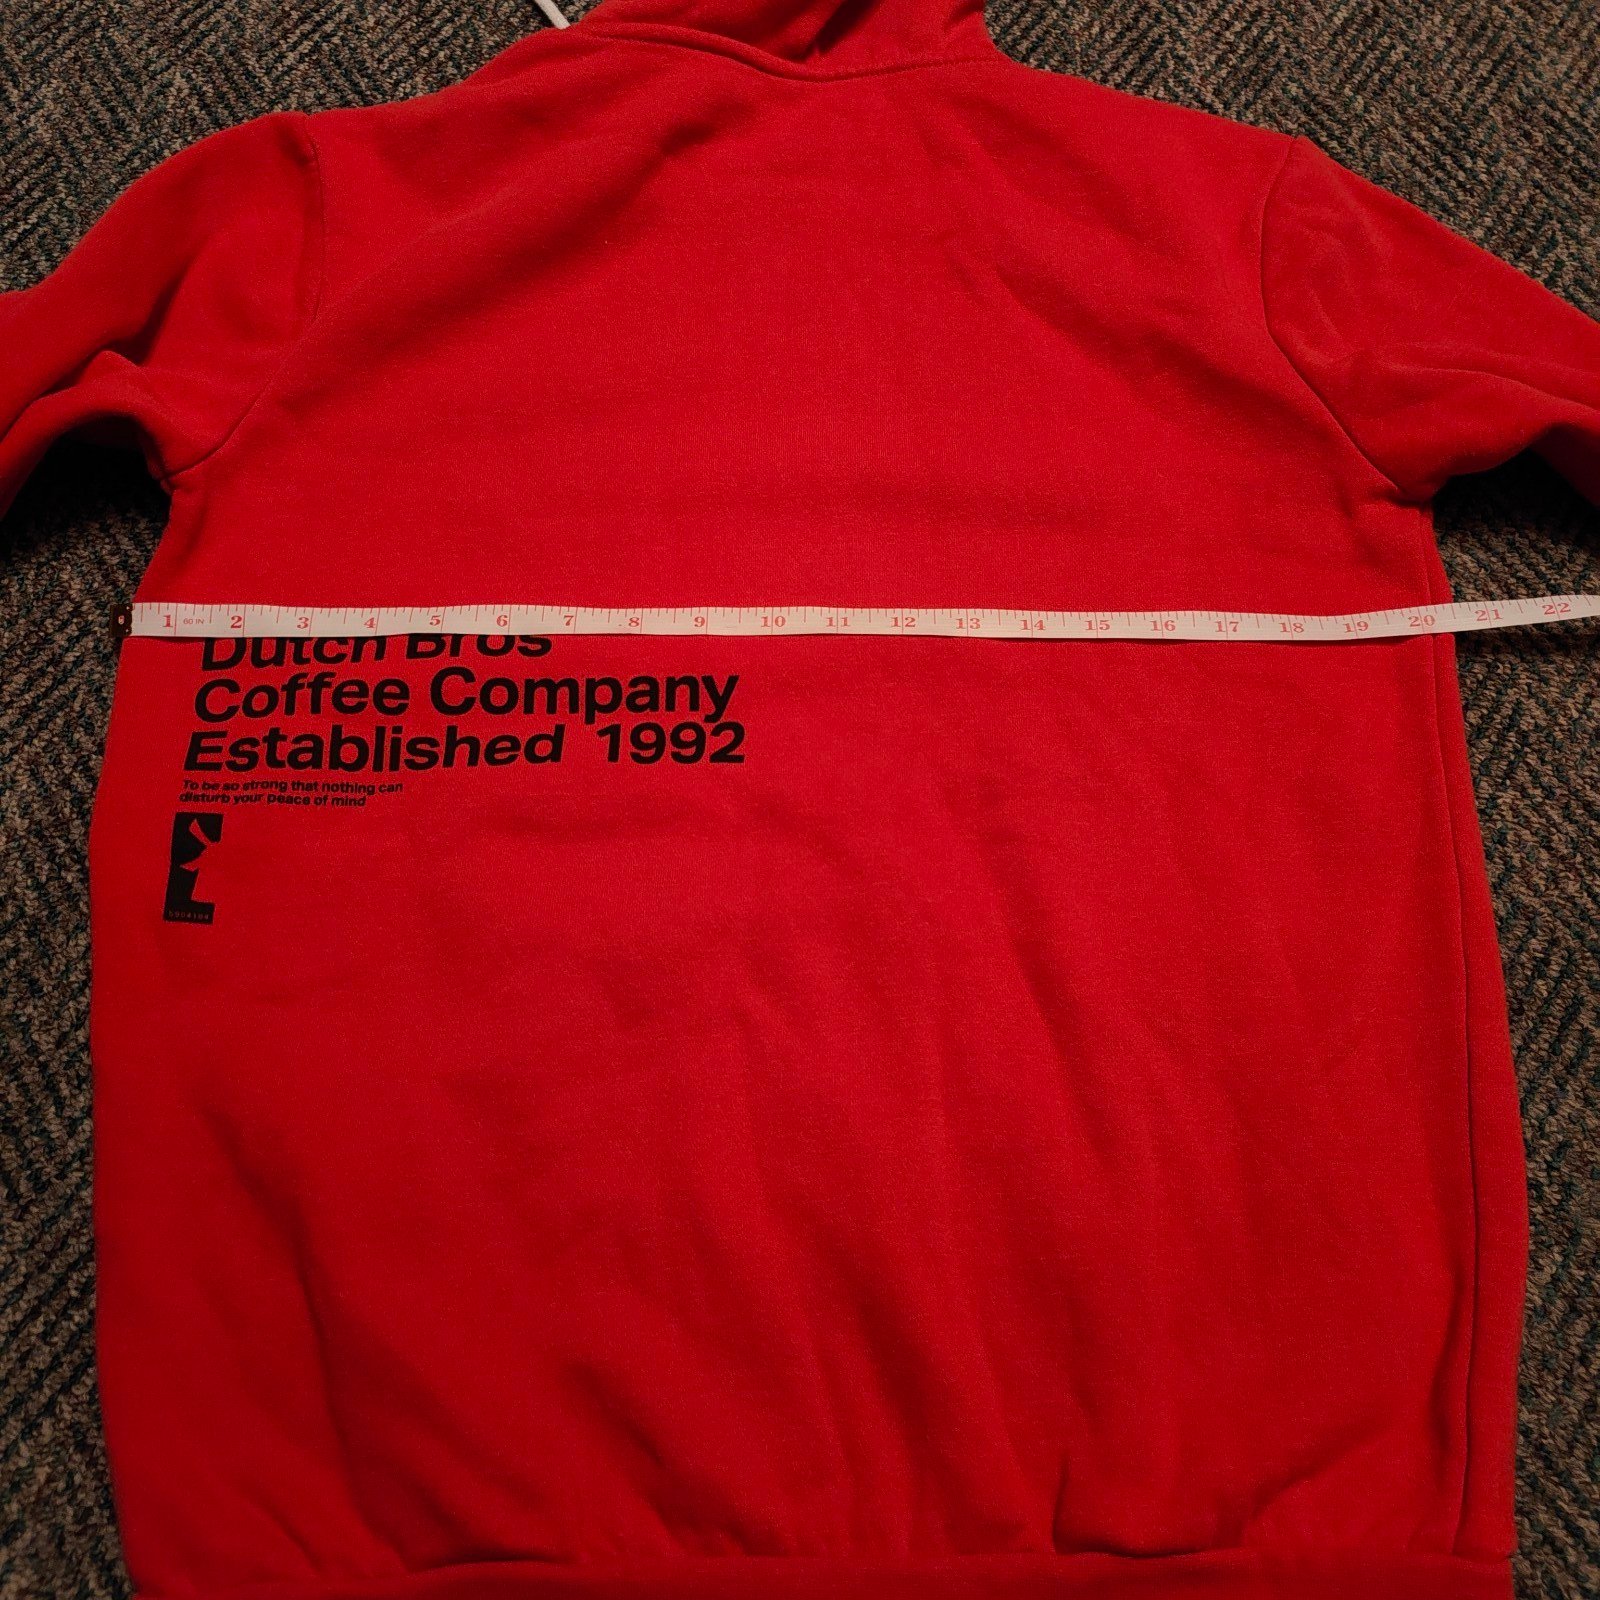 1 60 IN 2 3 4 5 6 7 8 9 10 11 12 13 14 15 16 17 18 19 20 21 22
Dutch Bros
Coffee Company
Established 1992
To be so strong that nothing can
disturb your peace of mind